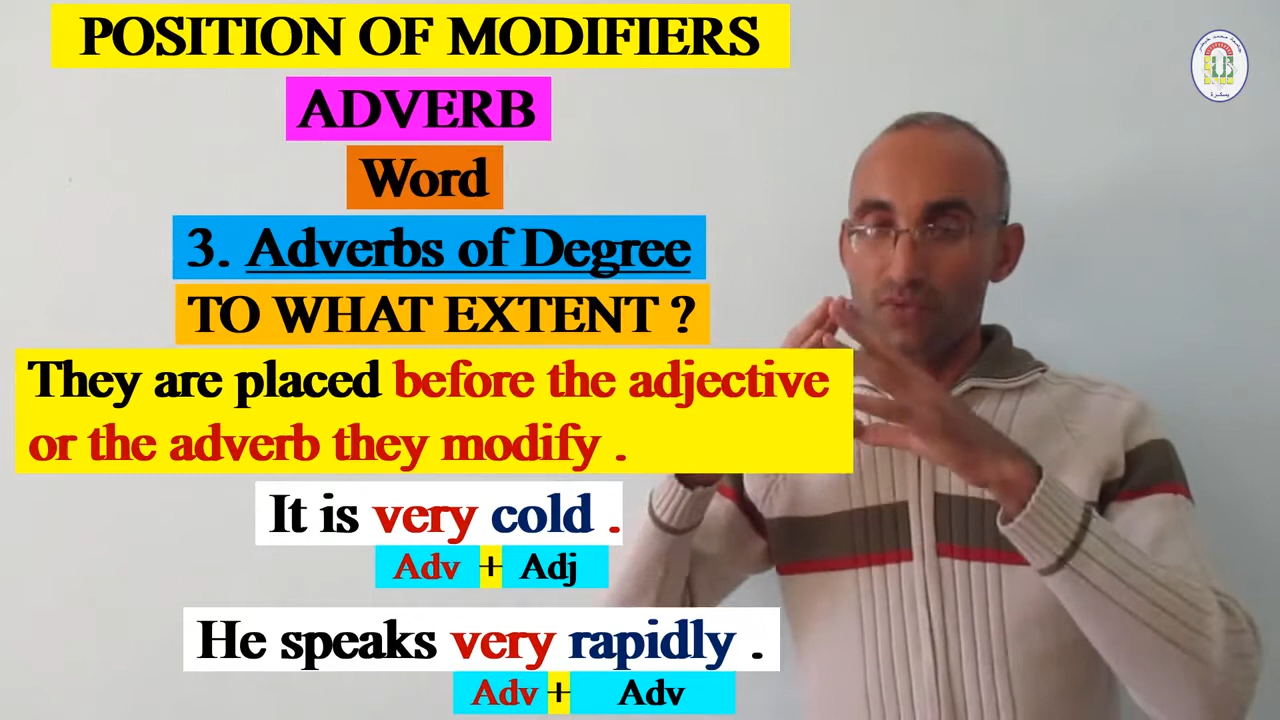 POSITION OF MODIFIERS
ADVERB
Word
3. Adverbs of Degree
TO WHAT EXTENT ?
They are placed before the adjective
or the adverb they modify .
It is very cold .
Adv + Adj
He speaks very rapidly .
Adv + Adv